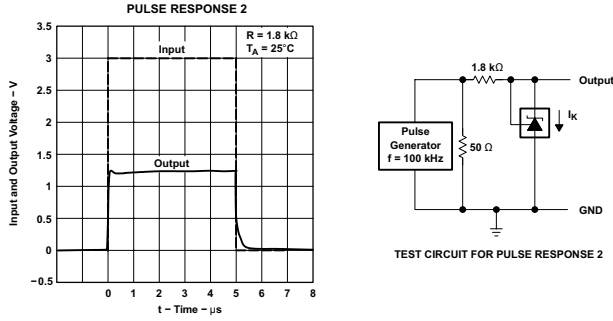 PULSE RESPONSE 2
R = 1.8 kΩ
TA = 25°C
Input
Output
3.5
3
2.5
2
1.5
1
0.5
0
−0.5
Input and Output Voltage − V
0 1 2 3 4 5 6 7 8
t − Time − μs
1.8 kΩ
Output
IK
Pulse
Generator
f = 100 kHz
50 Ω
GND
TEST CIRCUIT FOR PULSE RESPONSE 2